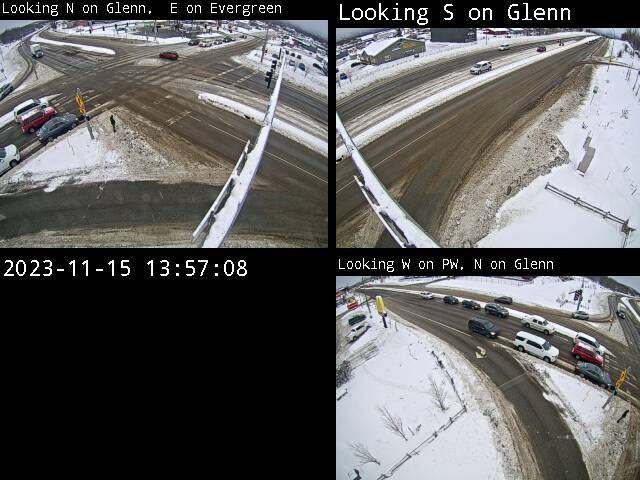 Looking N on Glenn, E on Evergreen
Looking S on Glenn
2023-11-15 13:57:08
Looking W on PW, N on Glenn